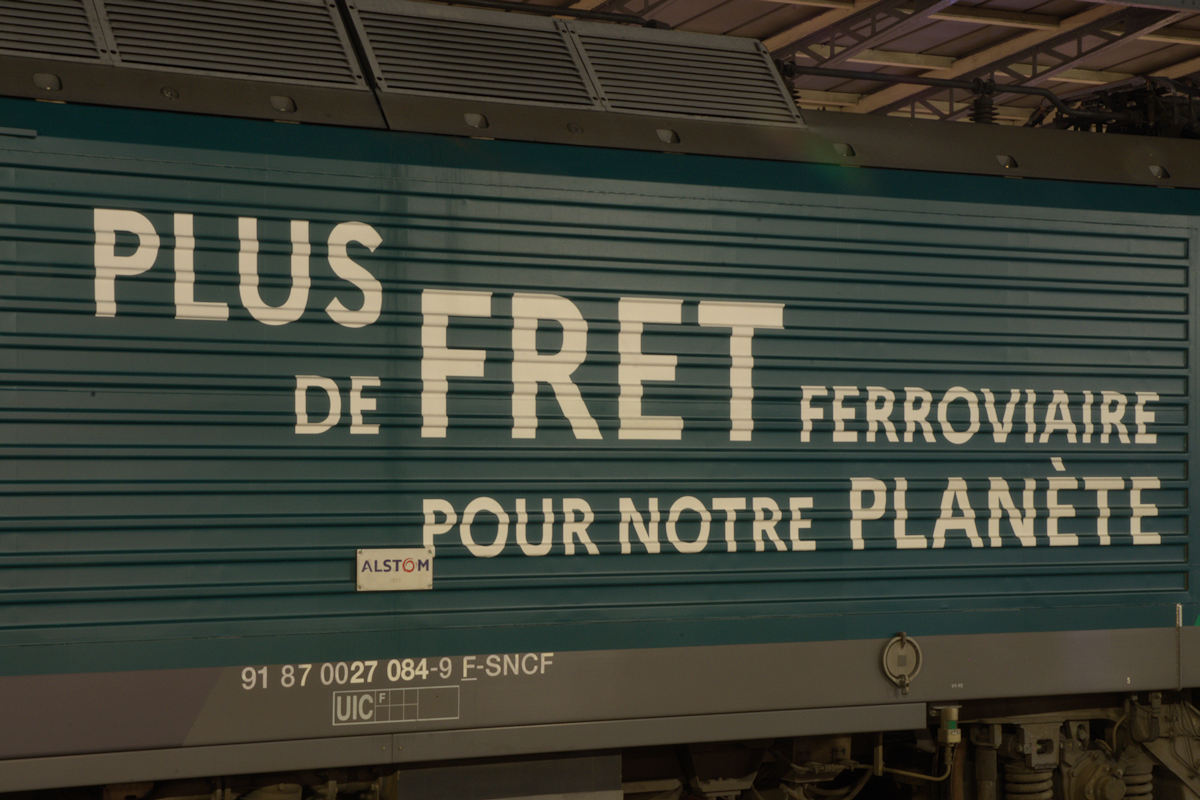 PLUS
DE FRET FERROVIAIRE
POUR NOTRE PLANÈTE
ALSTOM
91 87 0027 084-9 F-SNCF
UIC F